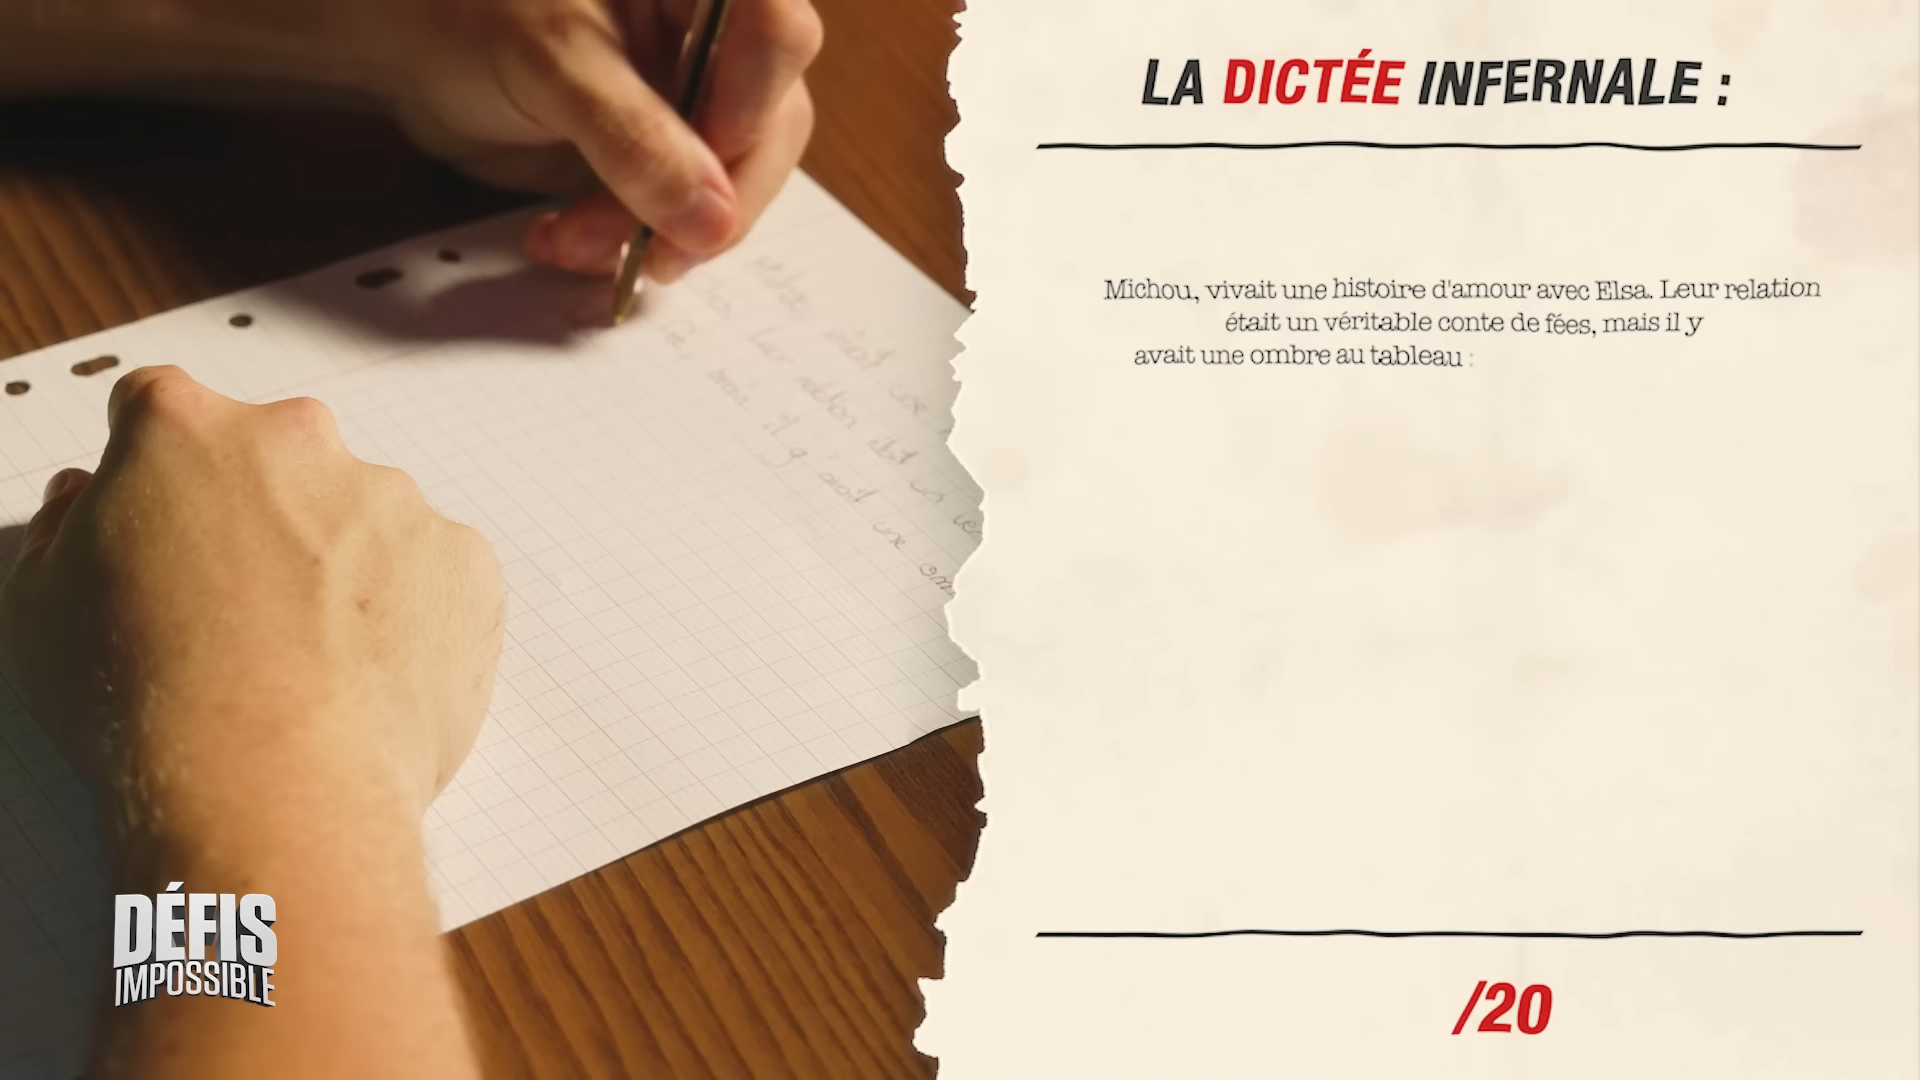 LA DICTÉE INFERNALE :
Michou, vivait une histoire d'amour avec Elsa. Leur relation
était un véritable conte de fées, mais il y
avait une ombre au tableau :
DÉFIS
IMPOSSIBLE
/20